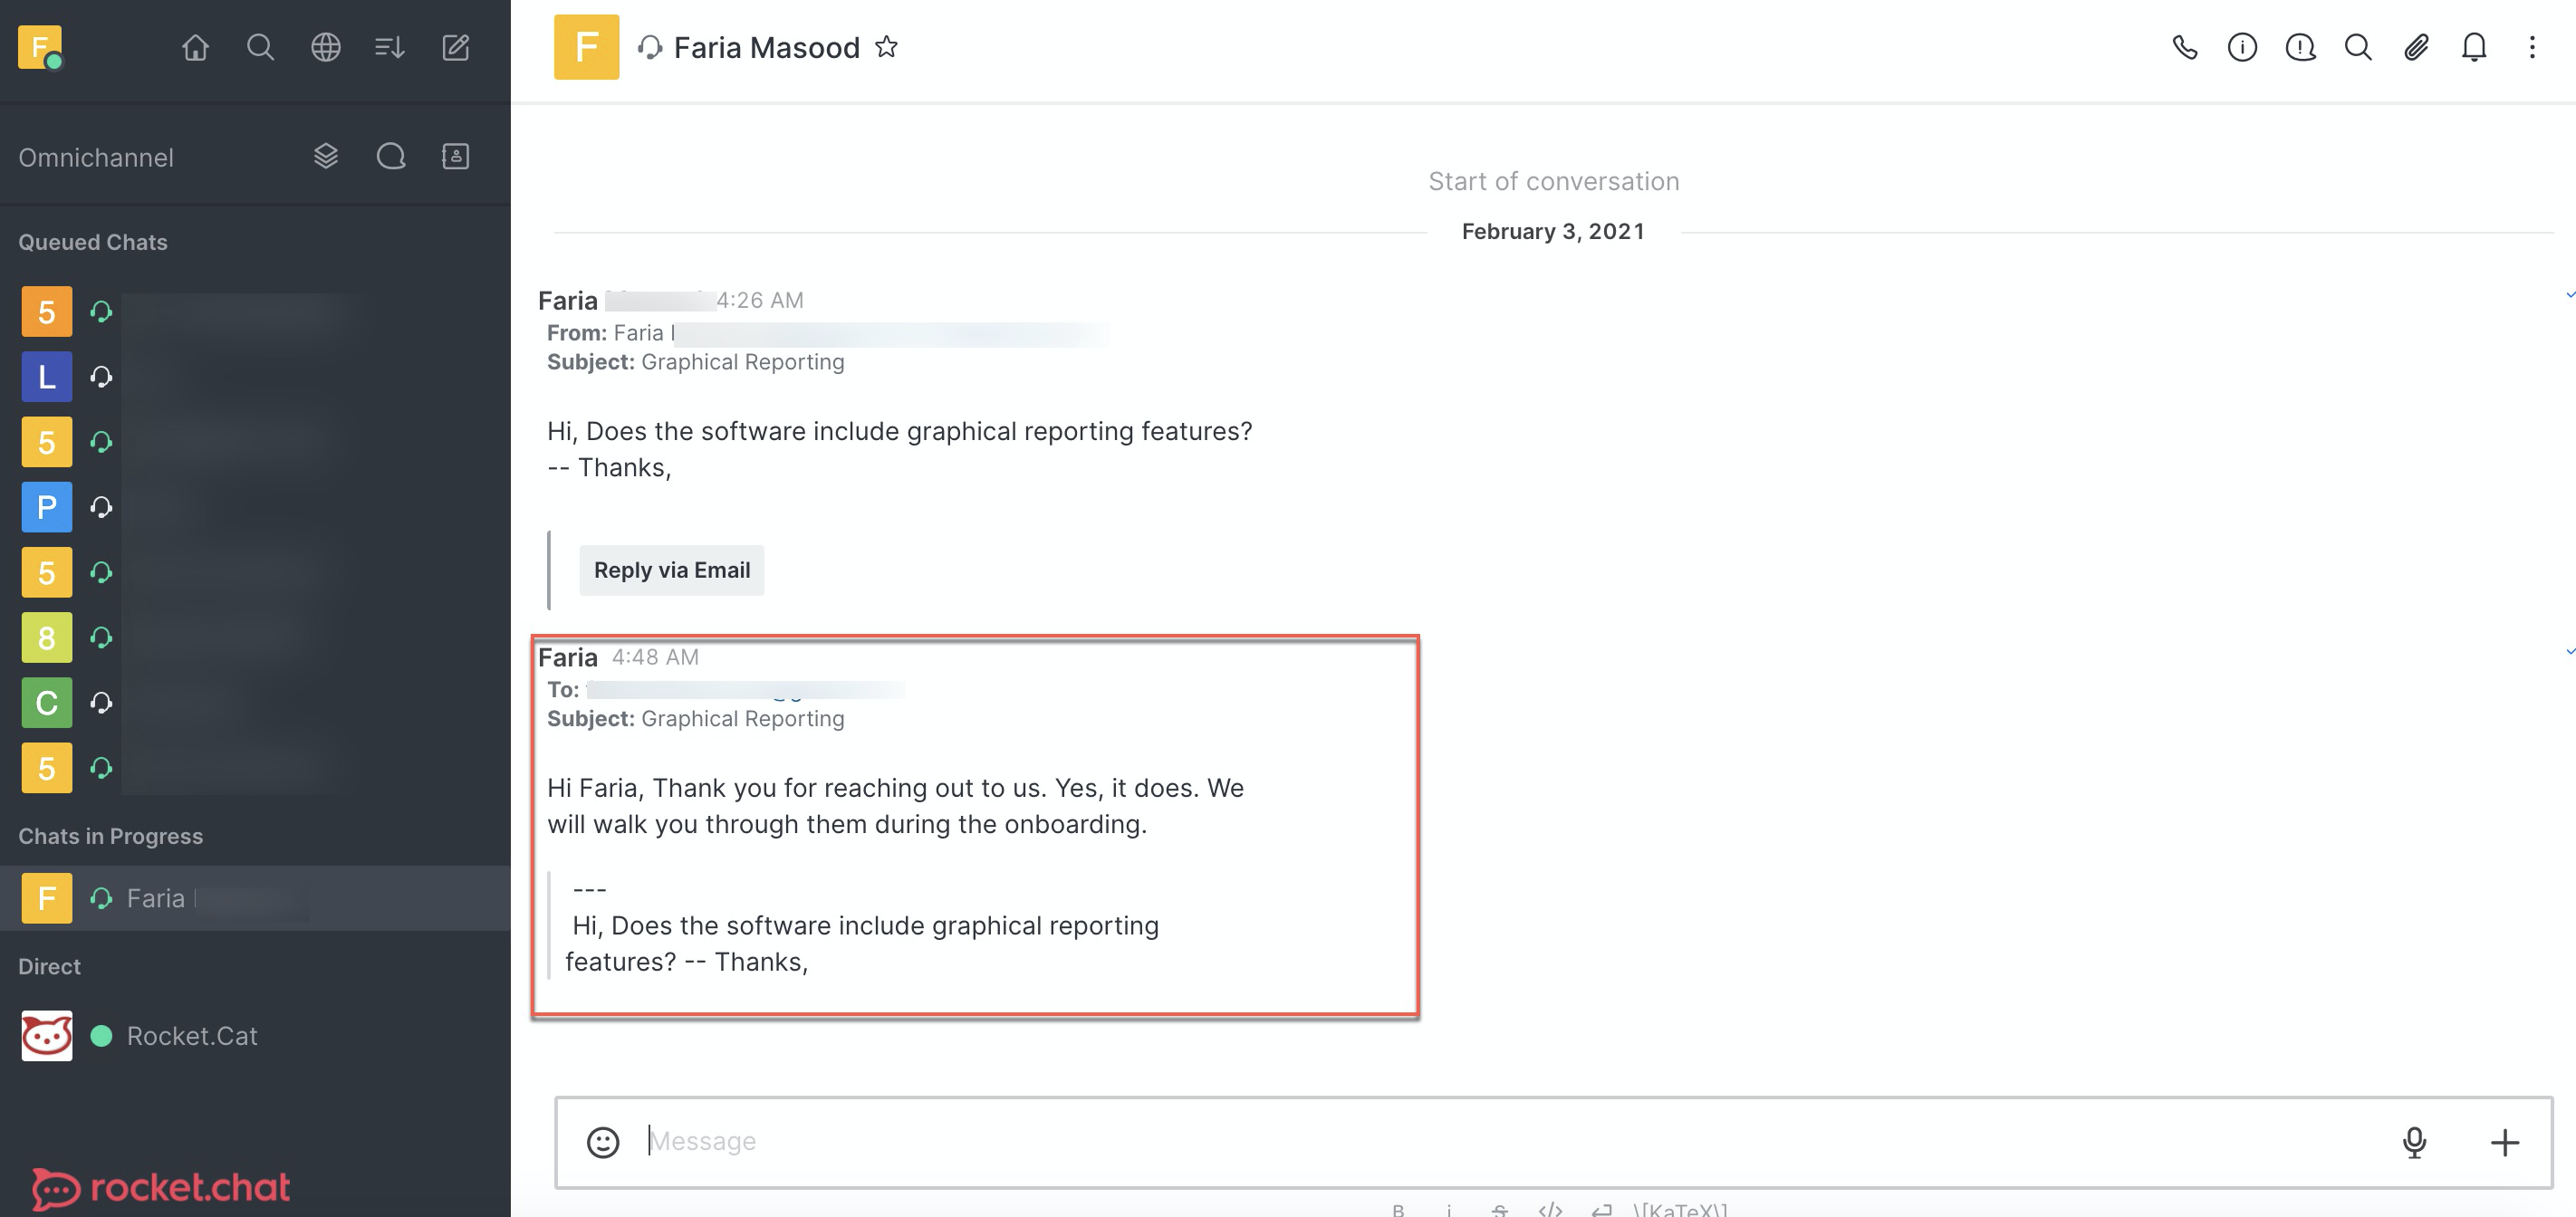 F
Omnichannel
Queued Chats
5
L
5
P
5
8
C
5
Chats in Progress
F Faria
Direct
Rocket.Cat
rocket.chat
F Faria Masood
Start of conversation
February 3, 2021
Faria 4:26 AM
From: Faria
Subject: Graphical Reporting
Hi, Does the software include graphical reporting features?
-- Thanks,
Reply via Email
Faria 4:48 AM
To:
Subject: Graphical Reporting
Hi Faria, Thank you for reaching out to us. Yes, it does. We
will walk you through them during the onboarding.
---
Hi, Does the software include graphical reporting
features? -- Thanks,
Message
B i S </> \[KaTeX\]